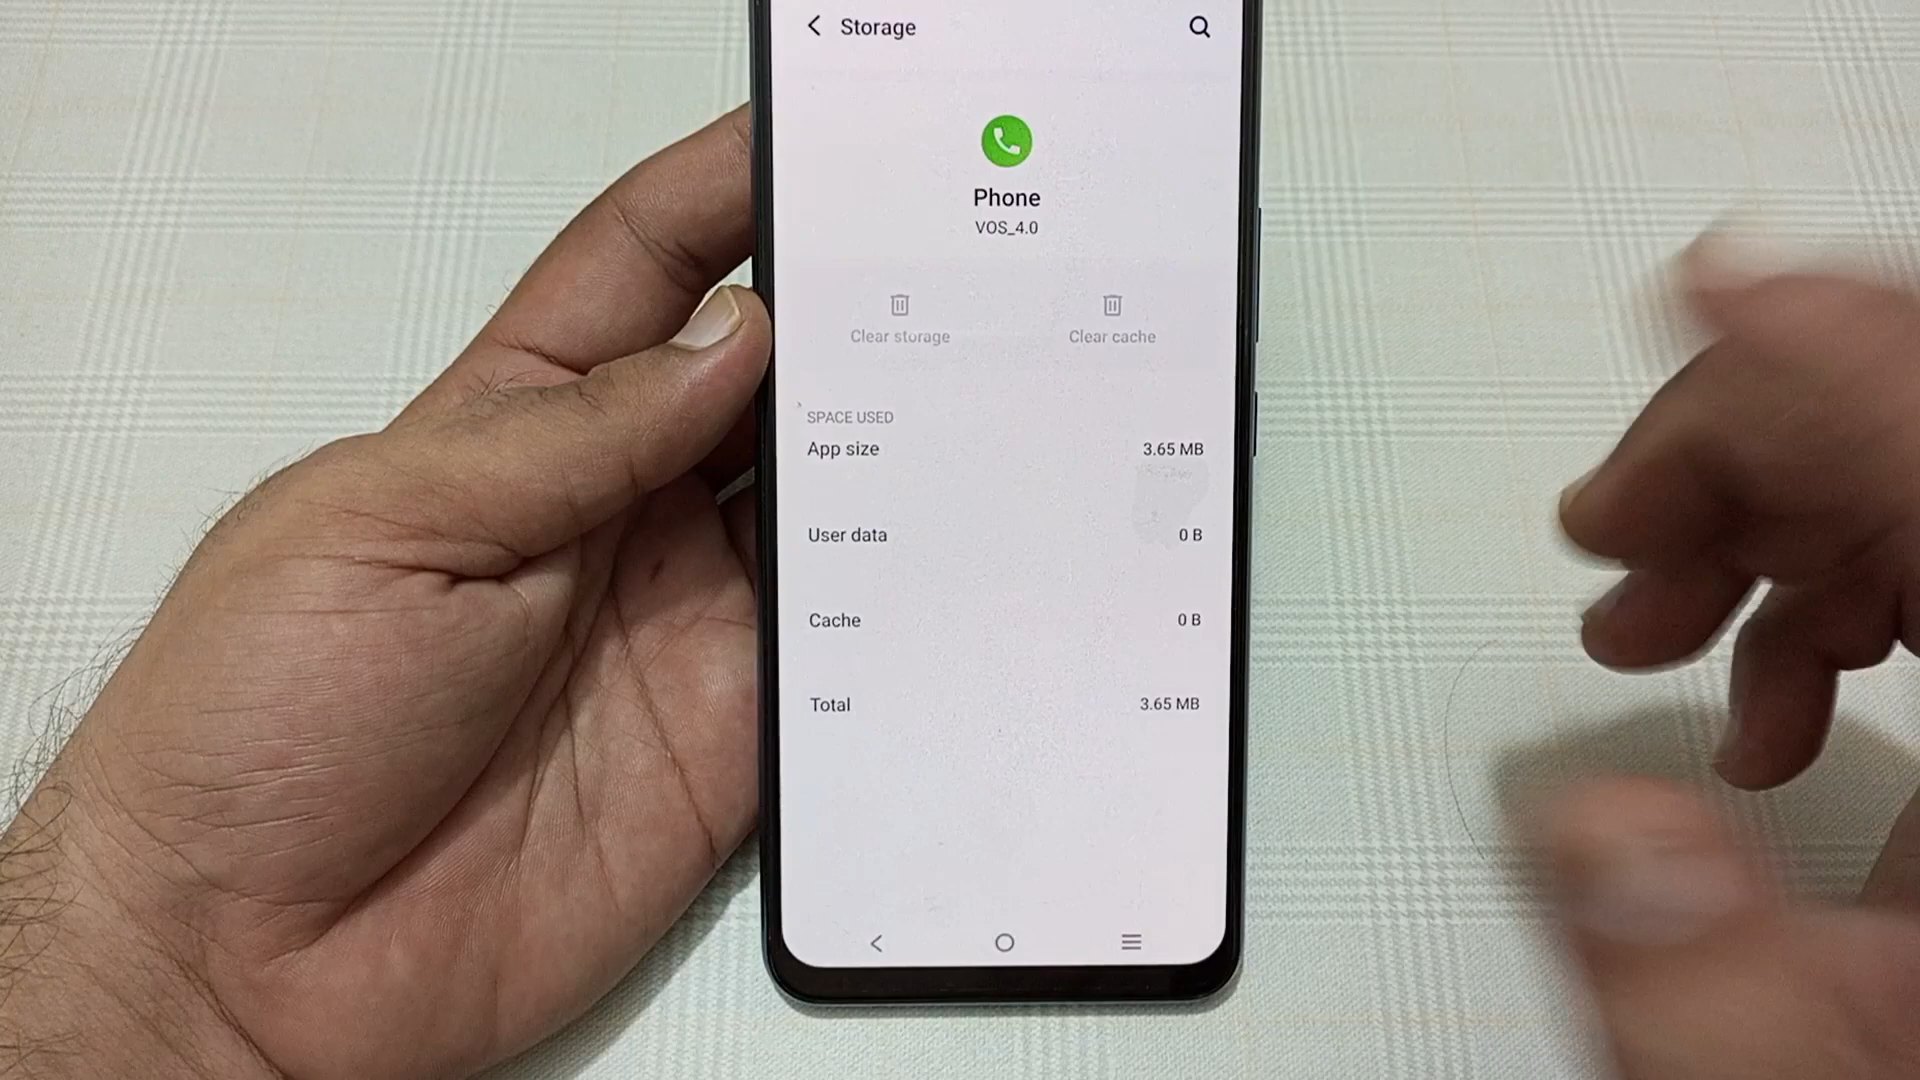 Storage
Phone
VOS_4.0
Clear storage
Clear cache
SPACE USED
App size
3.65 MB
User data
0 B
Cache
0 B
Total
3.65 MB